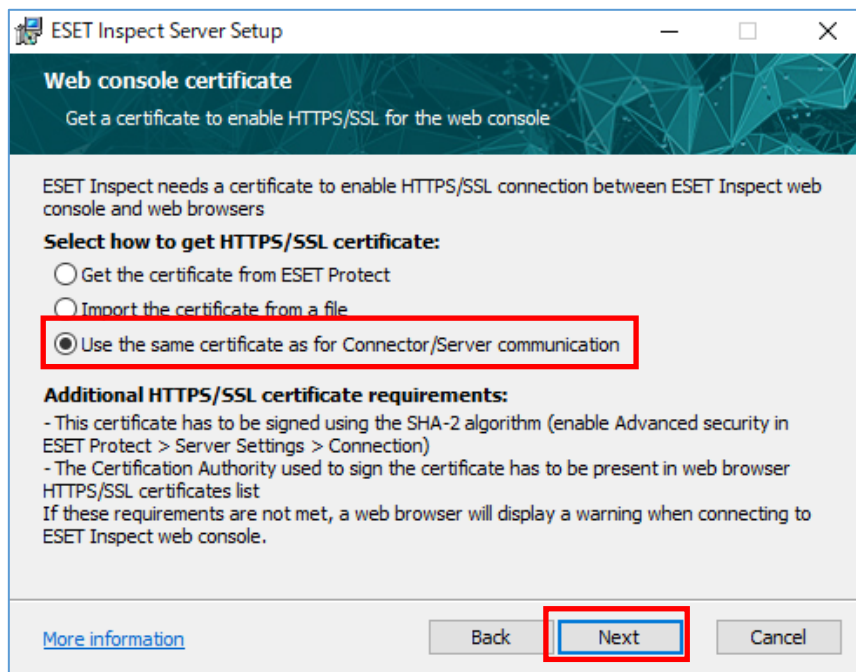 ESET Inspect Server Setup
Web console certificate
Get a certificate to enable HTTPS/SSL for the web console
ESET Inspect needs a certificate to enable HTTPS/SSL connection between ESET Inspect web
console and web browsers
Select how to get HTTPS/SSL certificate:
Get the certificate from ESET Protect
Import the certificate from a file
Use the same certificate as for Connector/Server communication
Additional HTTPS/SSL certificate requirements:
- This certificate has to be signed using the SHA-2 algorithm (enable Advanced security in
ESET Protect > Server Settings > Connection)
- The Certification Authority used to sign the certificate has to be present in web browser
HTTPS/SSL certificates list
If these requirements are not met, a web browser will display a warning when connecting to
ESET Inspect web console.
More information
Back
Next
Cancel